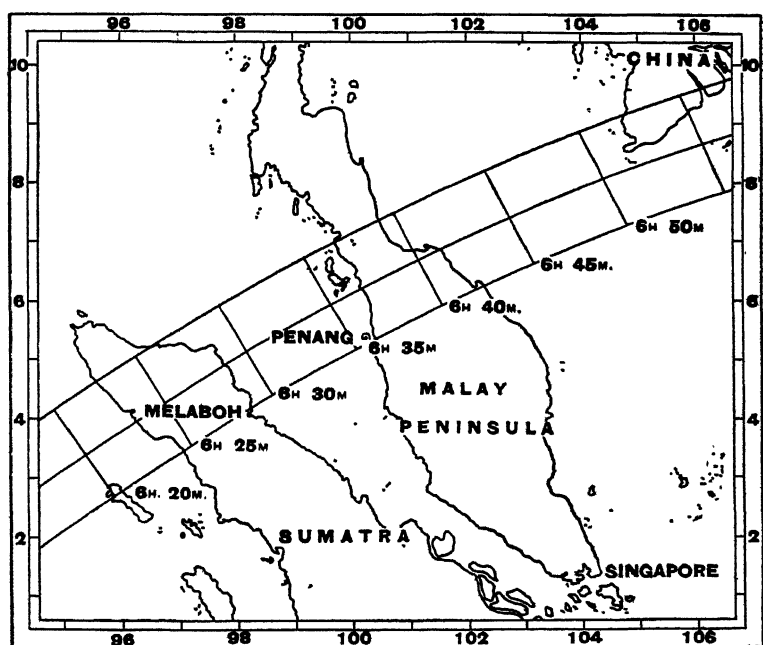 96 98 100 102 104 106
10 10
CHINA
8 8
6H 50M
6H 45M.
6 6
6H 40M.
PENANG
6H 35M
MALAY
6H 30M
MELABOH
4 4
PENINSULA
6H 25M
6H. 20M.
2 2
SUMATRA
SINGAPORE
96 98 100 102 104 106